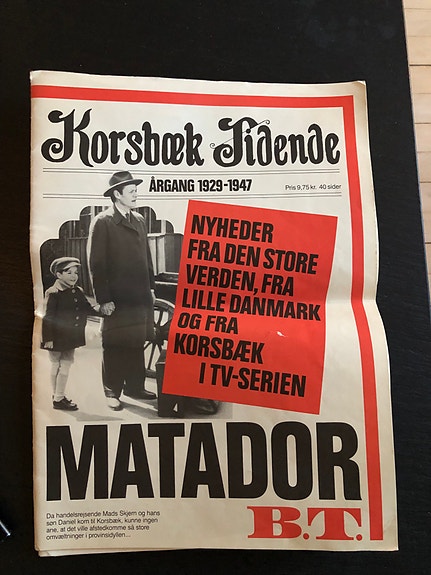 Korsbæk Tidende
ÅRGANG 1929-1947
Pris 9,75 kr. 40 sider
NYHEDER
FRA DEN STORE
VERDEN, FRA
LILLE DANMARK
OG FRA
KORSBÆK
I TV-SERIEN
MATADOR
Da handelsrejsende Mads Skjern og hans
søn Daniel kom til Korsbæk, kunne ingen
ane, at det ville afstedkomme så store
omvæltninger i provinsidyllen...
B.T.